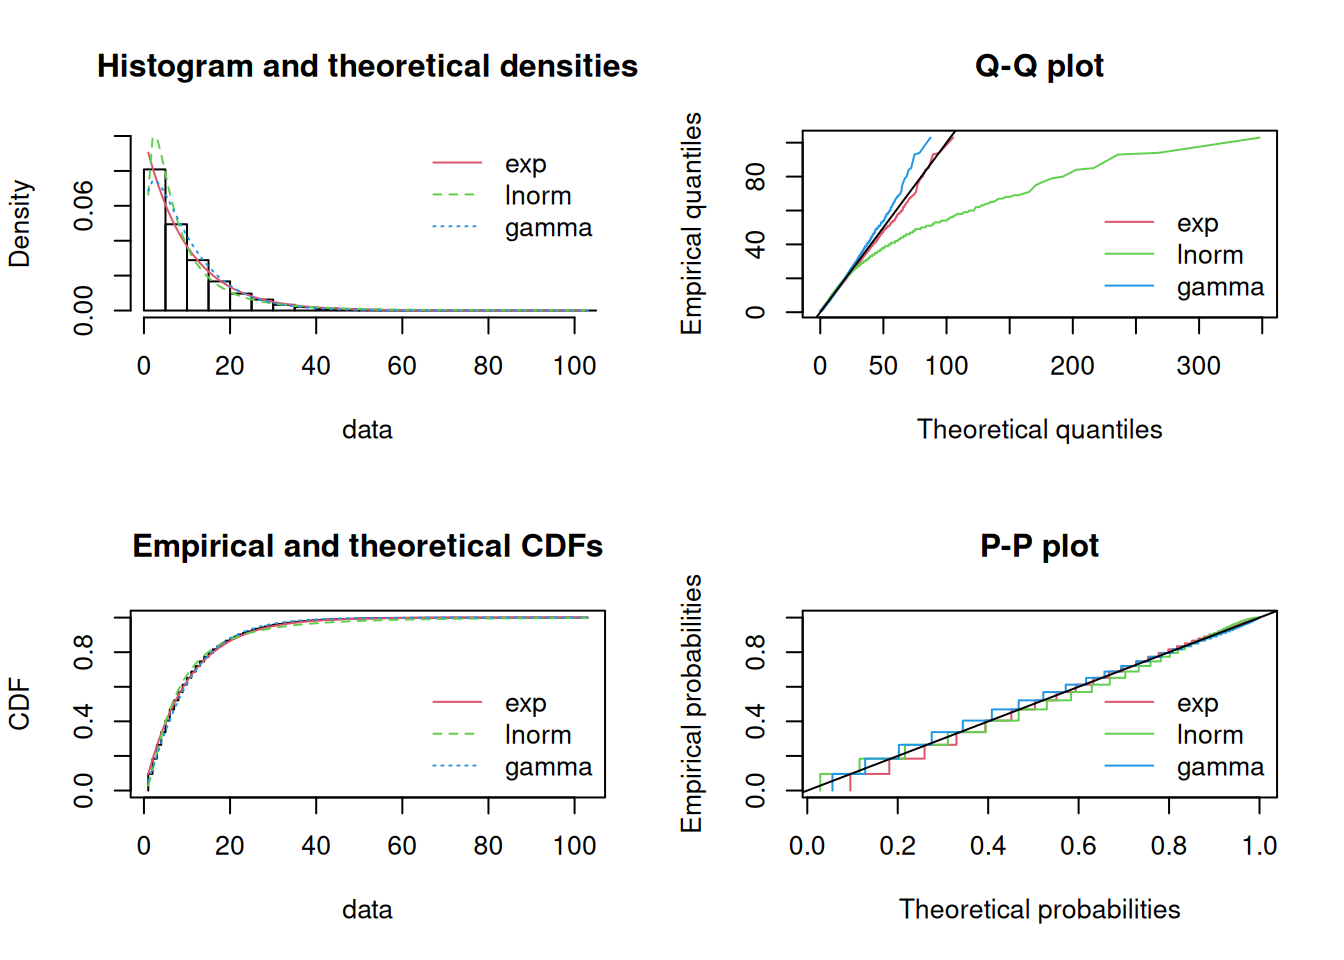 Histogram and theoretical densities
Density
0.00
0.06
exp
lnorm
gamma
0
20
40
60
80
100
data
Q-Q plot
Empirical quantiles
0
40
80
exp
lnorm
gamma
0
50
100
200
300
Theoretical quantiles
Empirical and theoretical CDFs
CDF
0.0
0.4
0.8
exp
lnorm
gamma
0
20
40
60
80
100
data
P-P plot
Empirical probabilities
0.0
0.4
0.8
exp
lnorm
gamma
0.0
0.2
0.4
0.6
0.8
1.0
Theoretical probabilities